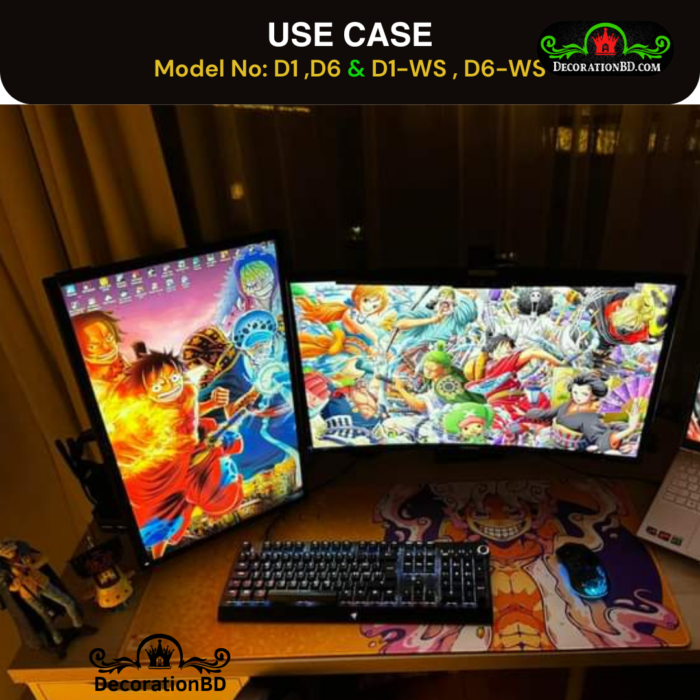 USE CASE
Model No: D1 ,D6 & D1-WS , D6-WS
DECORATIONBD.COM
DecorationBD